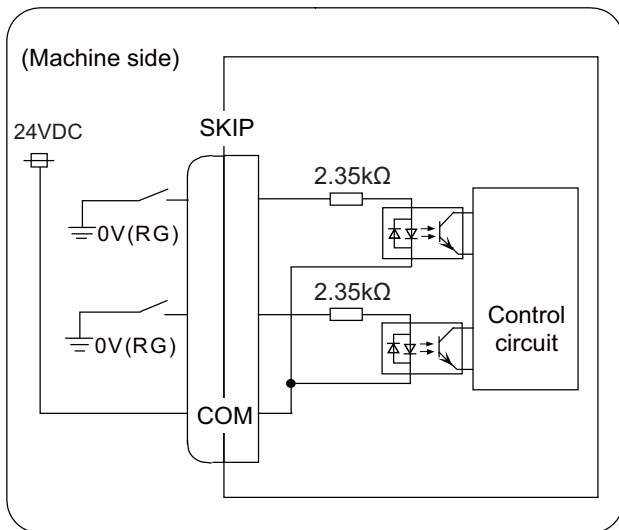 (Machine side)
SKIP
24VDC
2.35kΩ
0V(RG)
2.35kΩ
Control
circuit
0V(RG)
COM